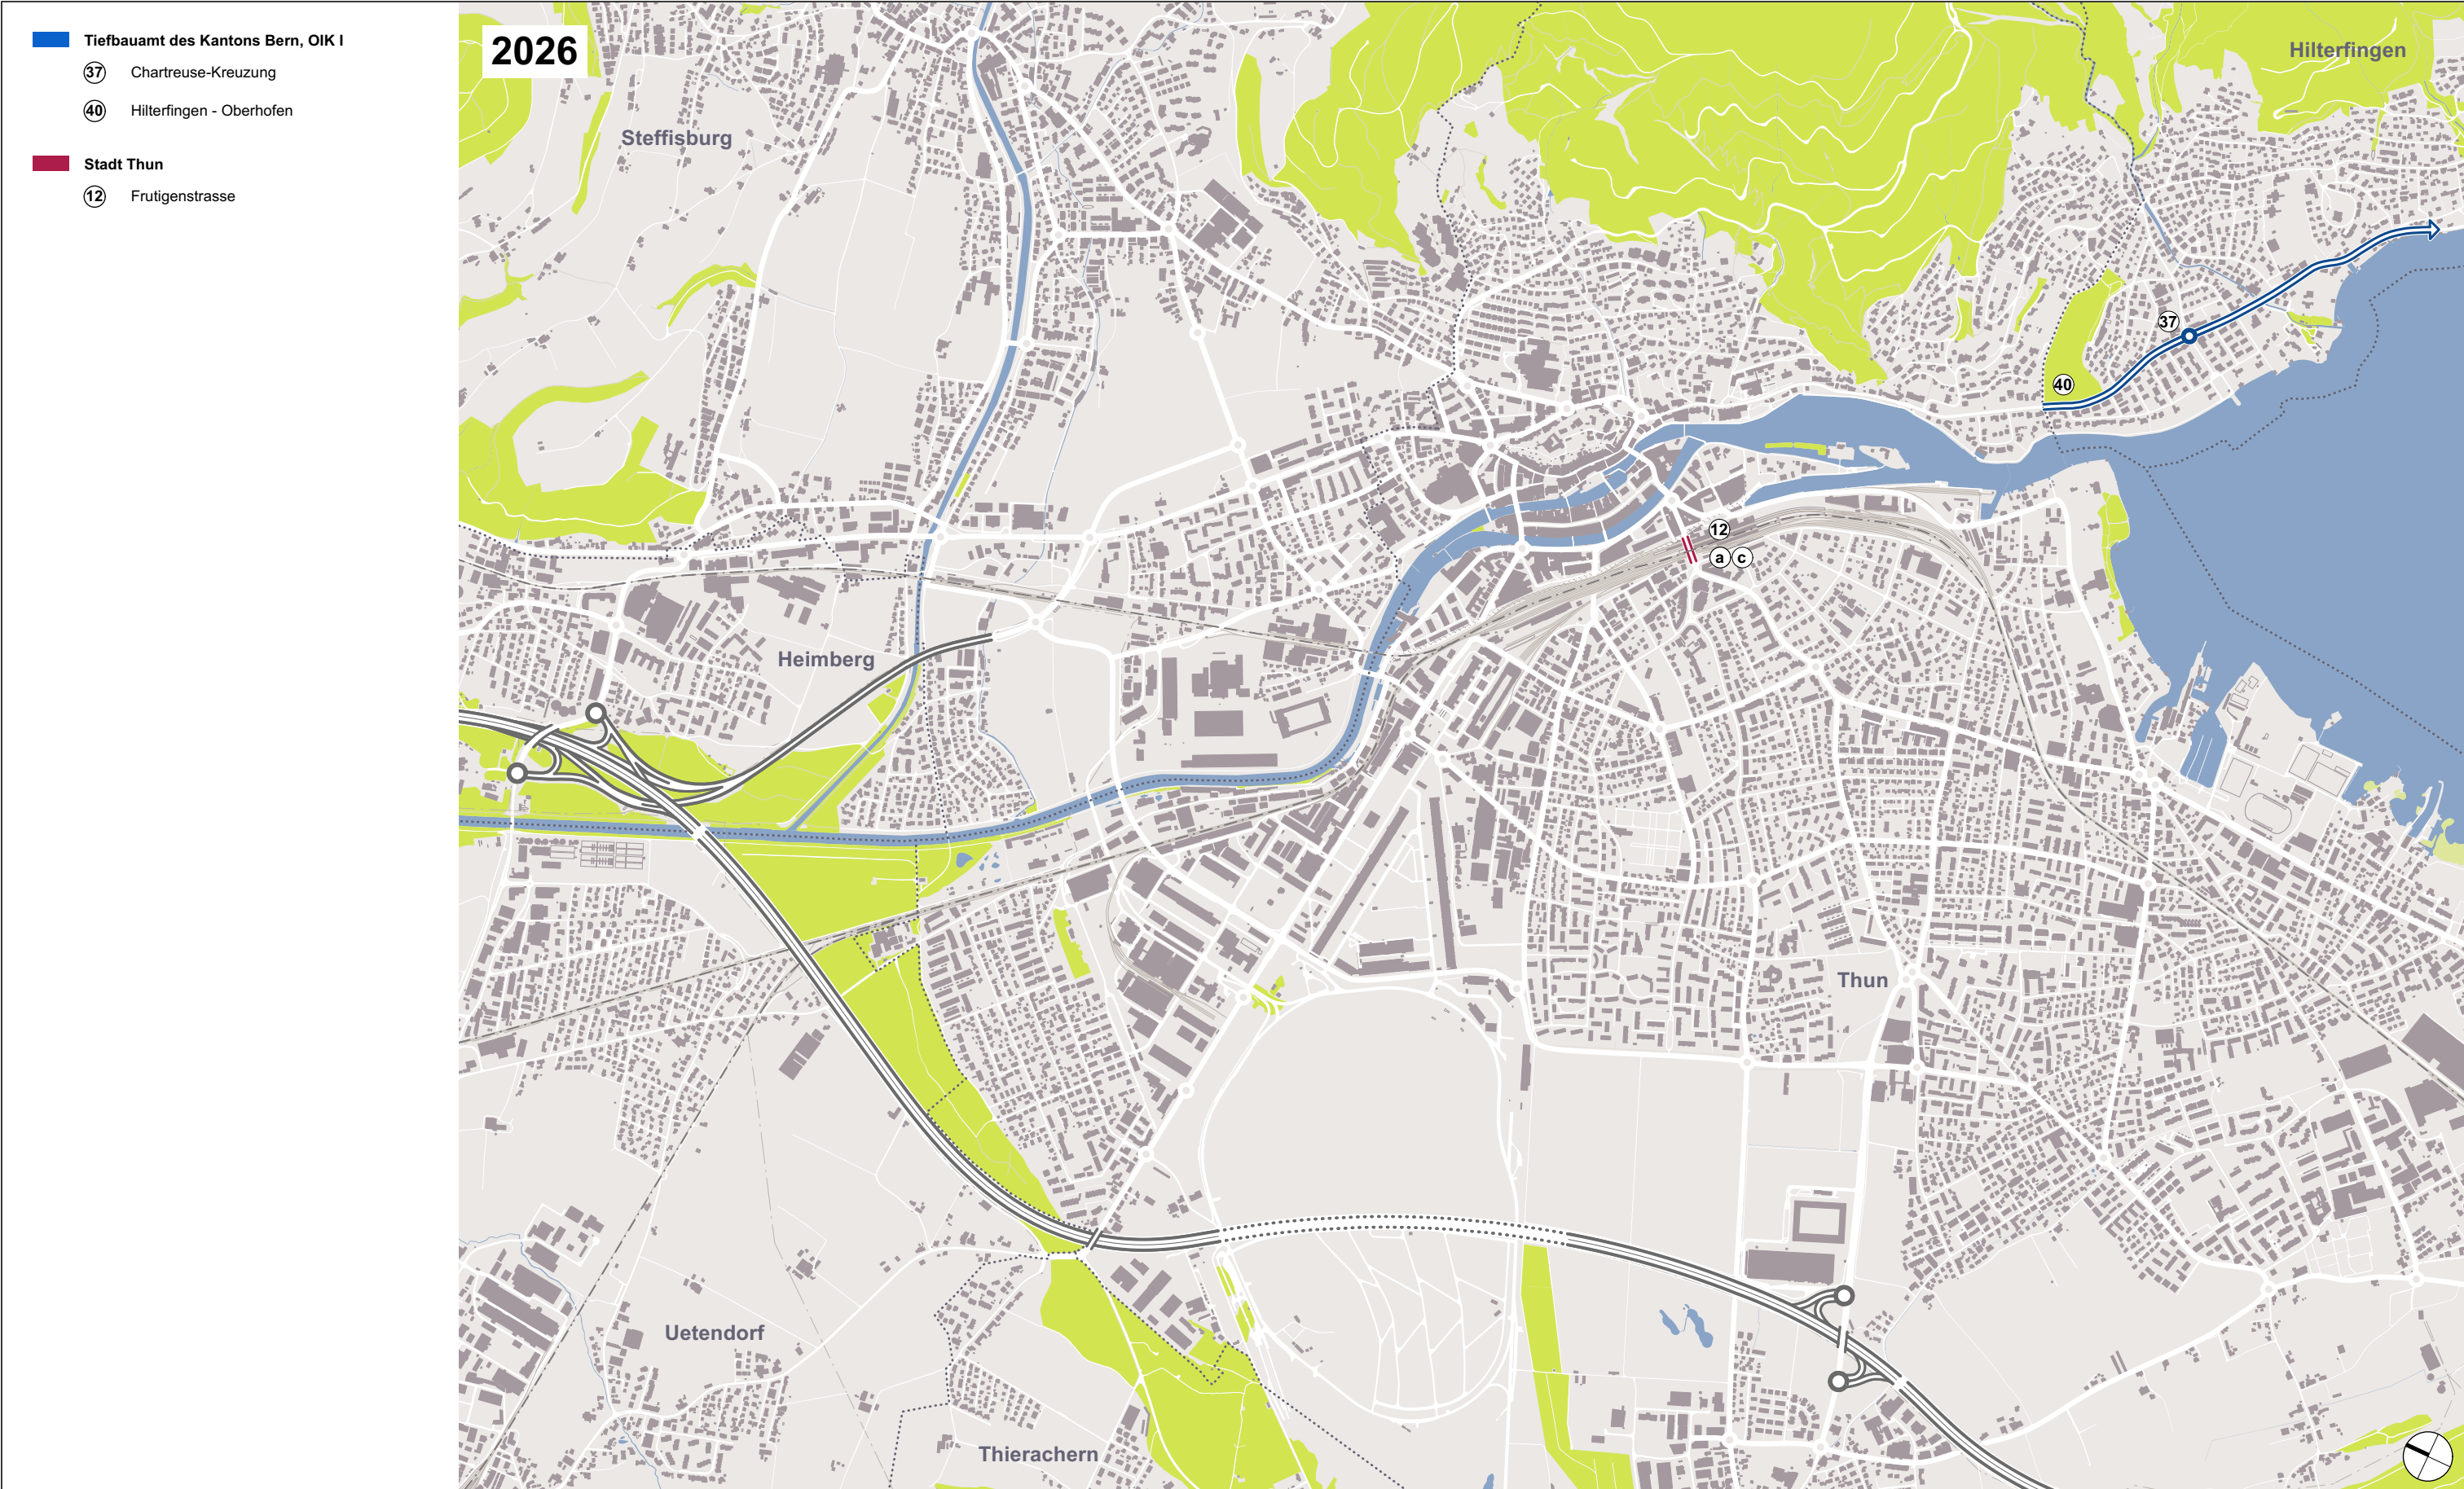 Tiefbauamt des Kantons Bern, OIK I
37 Chartreuse-Kreuzung
40 Hilterfingen - Oberhofen
Stadt Thun
12 Frutigenstrasse
2026
Hilterfingen
Steffisburg
37
40
12
a c
Heimberg
Thun
Uetendorf
Thierachern